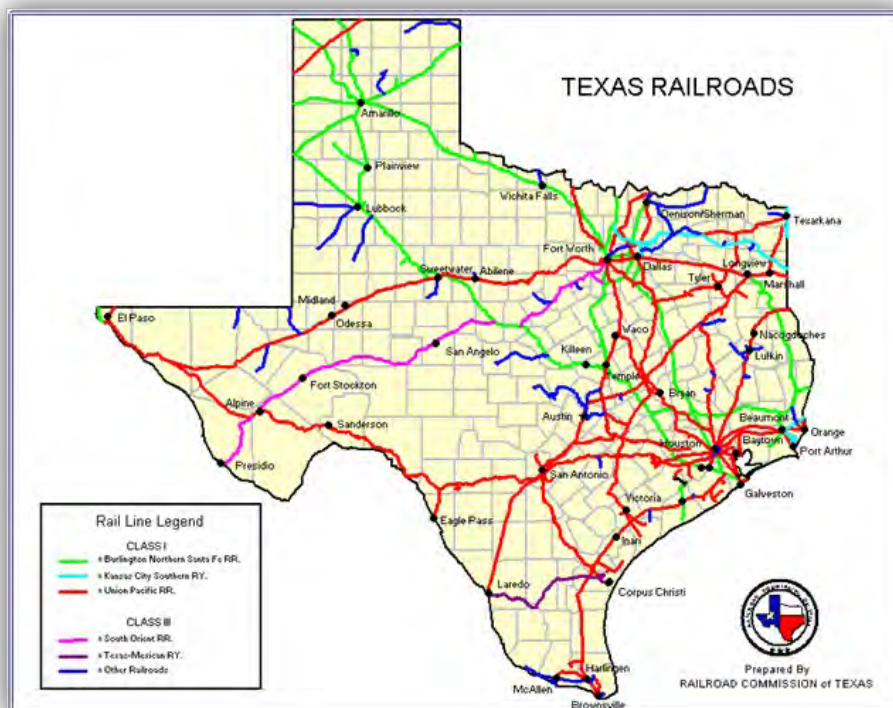 TEXAS RAILROADS
Amarillo
Plainview
Lubbock
Wichita Falls
Denison/Sherman
Texarkana
Fort Worth
Dallas
Longview
Marshall
Tyler
Sweetwater
Abilene
Midland
Odessa
El Paso
Waco
Nacogdoches
Killeen
Lufkin
Temple
San Angelo
Fort Stockton
Bryan
Alpine
Austin
Beaumont
Orange
Sanderson
Houston
Baytown
Port Arthur
Presidio
San Antonio
Galveston
Victoria
Eagle Pass
Inari
Laredo
Corpus Christi
Harlingen
McAllen
Brownsville
Rail Line Legend
CLASS I
= Burlington Northern Santa Fe RR.
= Kansas City Southern RY.
= Union Pacific RR.
CLASS III
= South Orient RR.
= Texas-Mexican RY.
= Other Railroads
Prepared By
RAILROAD COMMISSION of TEXAS